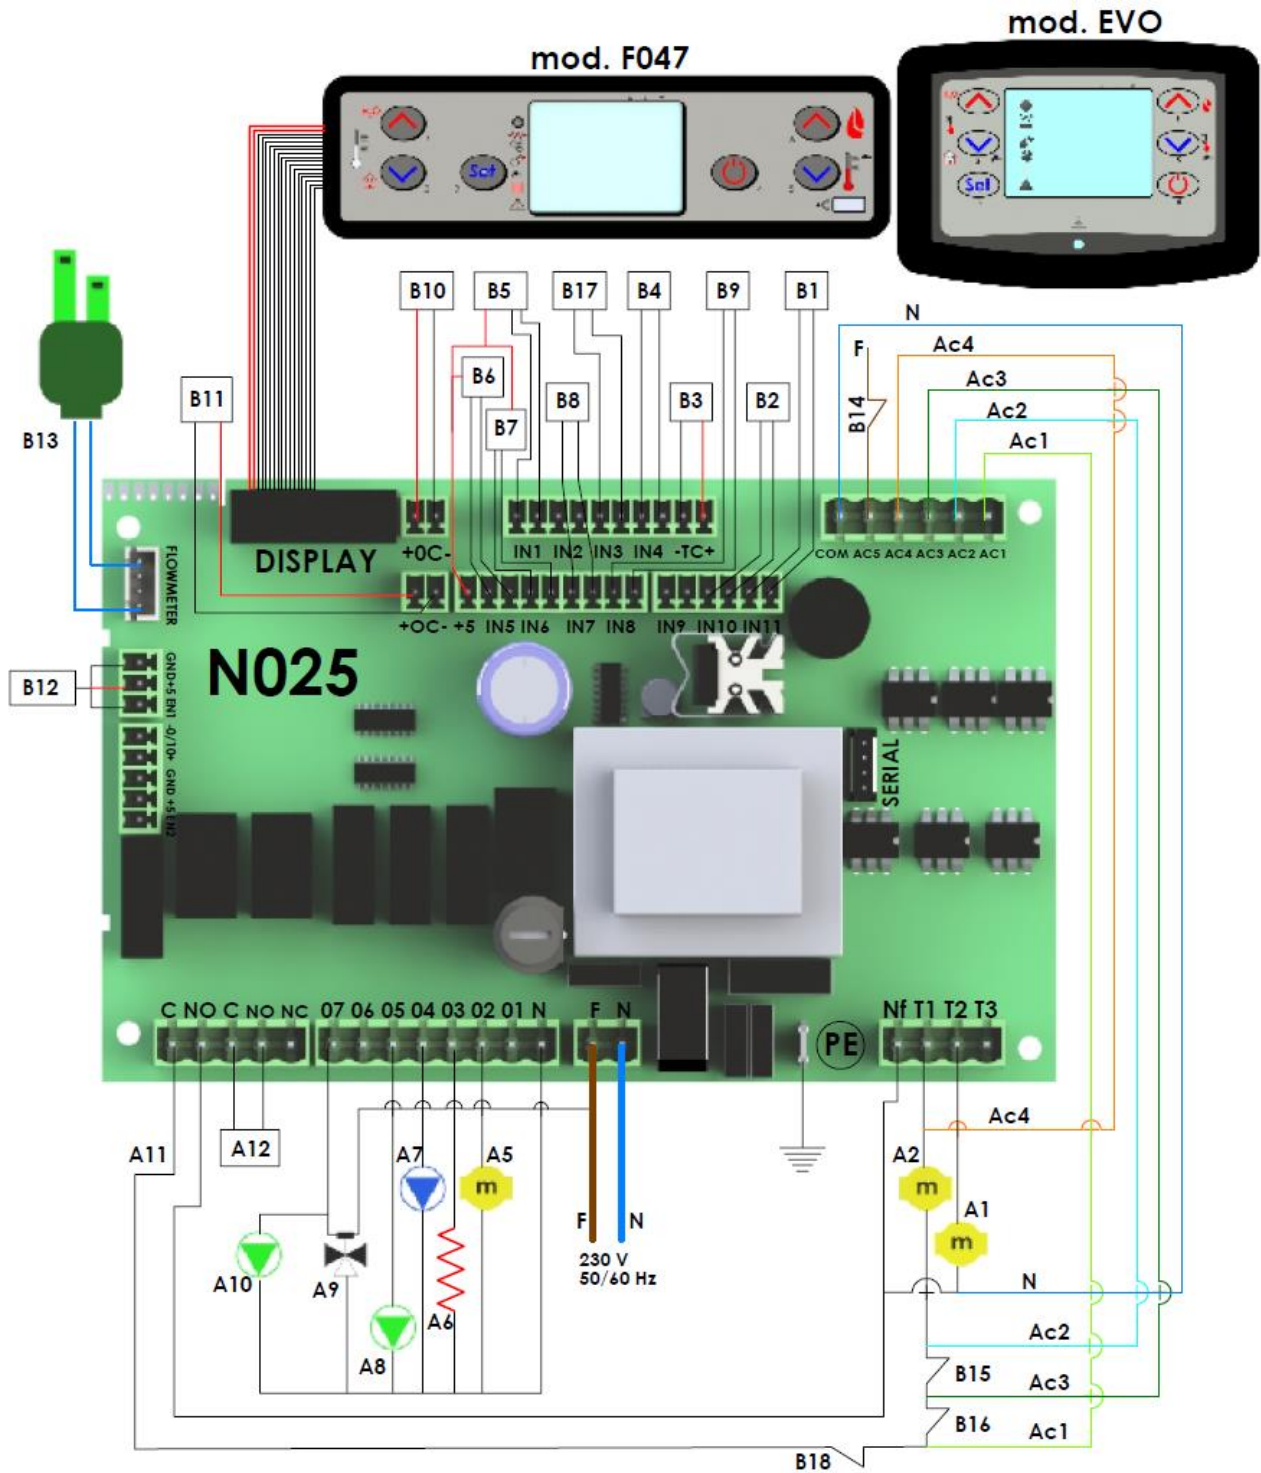 mod. EVO
mod. F047
Set
Set
B10 B5 B17 B4 B9 B1
N
F
Ac4
B6
Ac3
B11 B8 B3 B2
B14
Ac2
B7
B13
Ac1
DISPLAY
+0C-
IN1 IN2 IN3 IN4 -TC+
COM AC5 AC4 AC3 AC2 AC1
FLOWMETER
+OC- +5 IN5 IN6 IN7 IN8 IN9 IN10 IN11
N025
GND+5 EN1
B12
-0/10+ GND +5 EN2
SERIAL
C NO C NO NC 07 06 05 04 03 02 01 N F N Nf T1 T2 T3
PE
Ac4
A11 A12 A7 A5 A2
m m
A1
F N
m
230 V
50/60 Hz
A10 A9
N
A6
Ac2
A8
B15
Ac3
B16
Ac1
B18